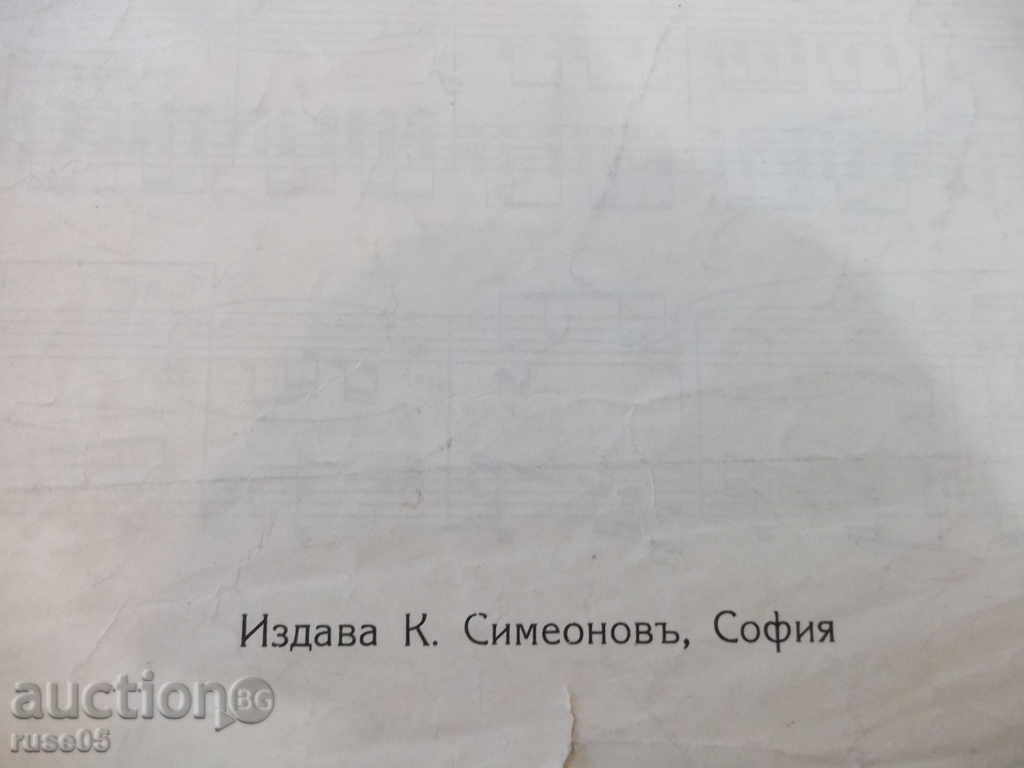 Издава К. Симеоновъ, София
auction BG
ruse05